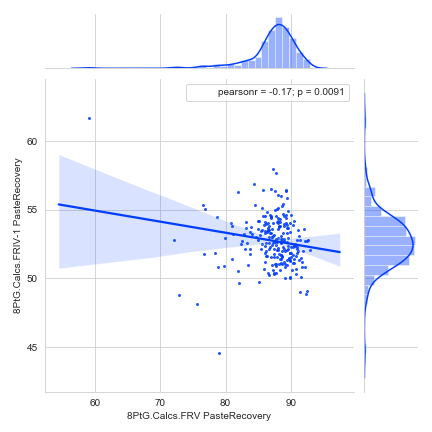 pearsonr = -0.17; p = 0.0091
60
55
50
45
8PtG.Calcs.FRIV-1 PasteRecovery
60 70 80 90
8PtG.Calcs.FRV PasteRecovery